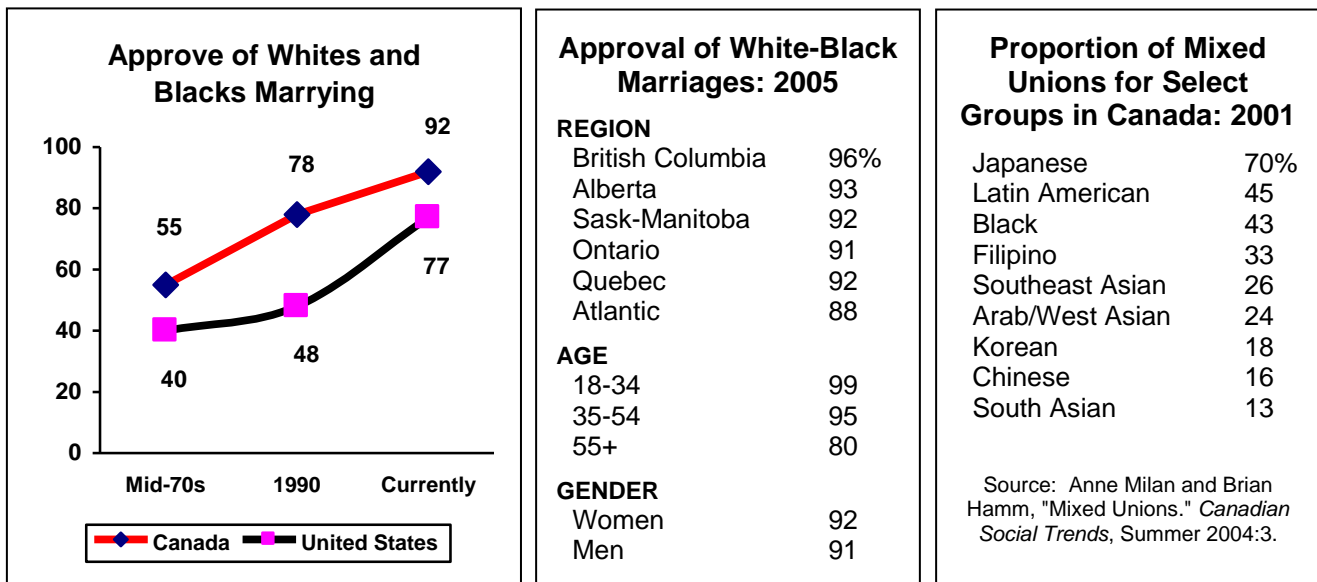 Approve of Whites and
Blacks Marrying
100
80
60
40
20
0
55
78
92
40
48
77
Mid-70s 1990 Currently
Canada United States
Approval of White-Black
Marriages: 2005
REGION
British Columbia 96%
Alberta 93
Sask-Manitoba 92
Ontario 91
Quebec 92
Atlantic 88
AGE
18-34 99
35-54 95
55+ 80
GENDER
Women 92
Men 91
Proportion of Mixed
Unions for Select
Groups in Canada: 2001
Japanese 70%
Latin American 45
Black 43
Filipino 33
Southeast Asian 26
Arab/West Asian 24
Korean 18
Chinese 16
South Asian 13
Source: Anne Milan and Brian
Hamm, "Mixed Unions." Canadian
Social Trends, Summer 2004:3.